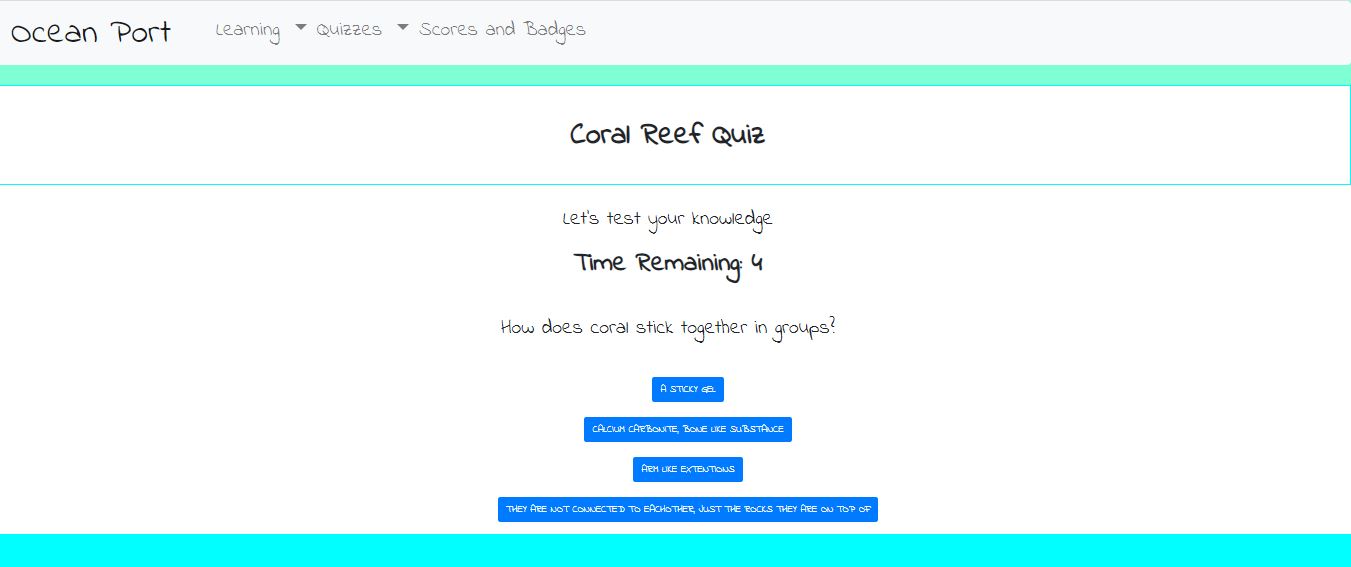 Ocean Port Learning Quizzes Scores and Badges
Coral Reef Quiz
Let's test your knowledge
Time Remaining: 4
How does coral stick together in groups?
A STICKY GEL
CALCIUM CARBONITE, BONE LIKE SUBSTANCE
ARM LIKE EXTENTIONS
THEY ARE NOT CONNECTED TO EACHOTHER, JUST THE ROCKS THEY ARE ON TOP OF